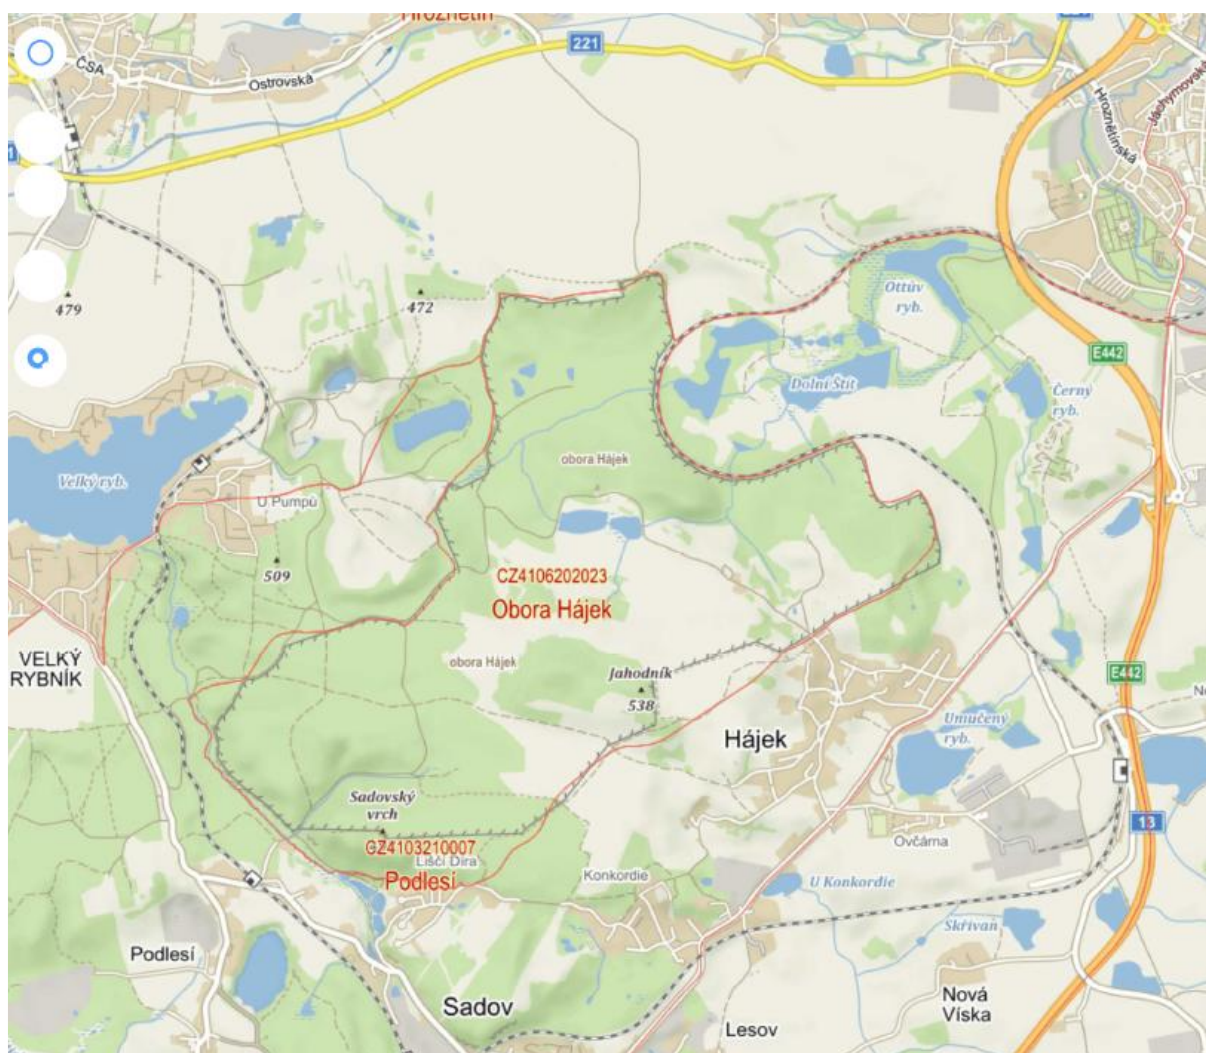 Hroznětín
221
ČSA
Ostrovská
Hroznětínská
Jáchymovská
479
472
Ottův
ryb.
E442
Dolní Štít
Černý
ryb.
Velký ryb.
obora Hájek
U Pumpů
509
CZ4106202023
Obora Hájek
VELKÝ
RYBNÍK
obora Hájek
Jahodník
538
E442
Hájek
Umučený
ryb.
Sadovský
vrch
13
CZ4103210007
Liščí Díra
Podlesí
Ovčárna
Konkordie
U Konkordie
Skřivaň
Podlesí
Sadov
Nová
Víska
Lesov